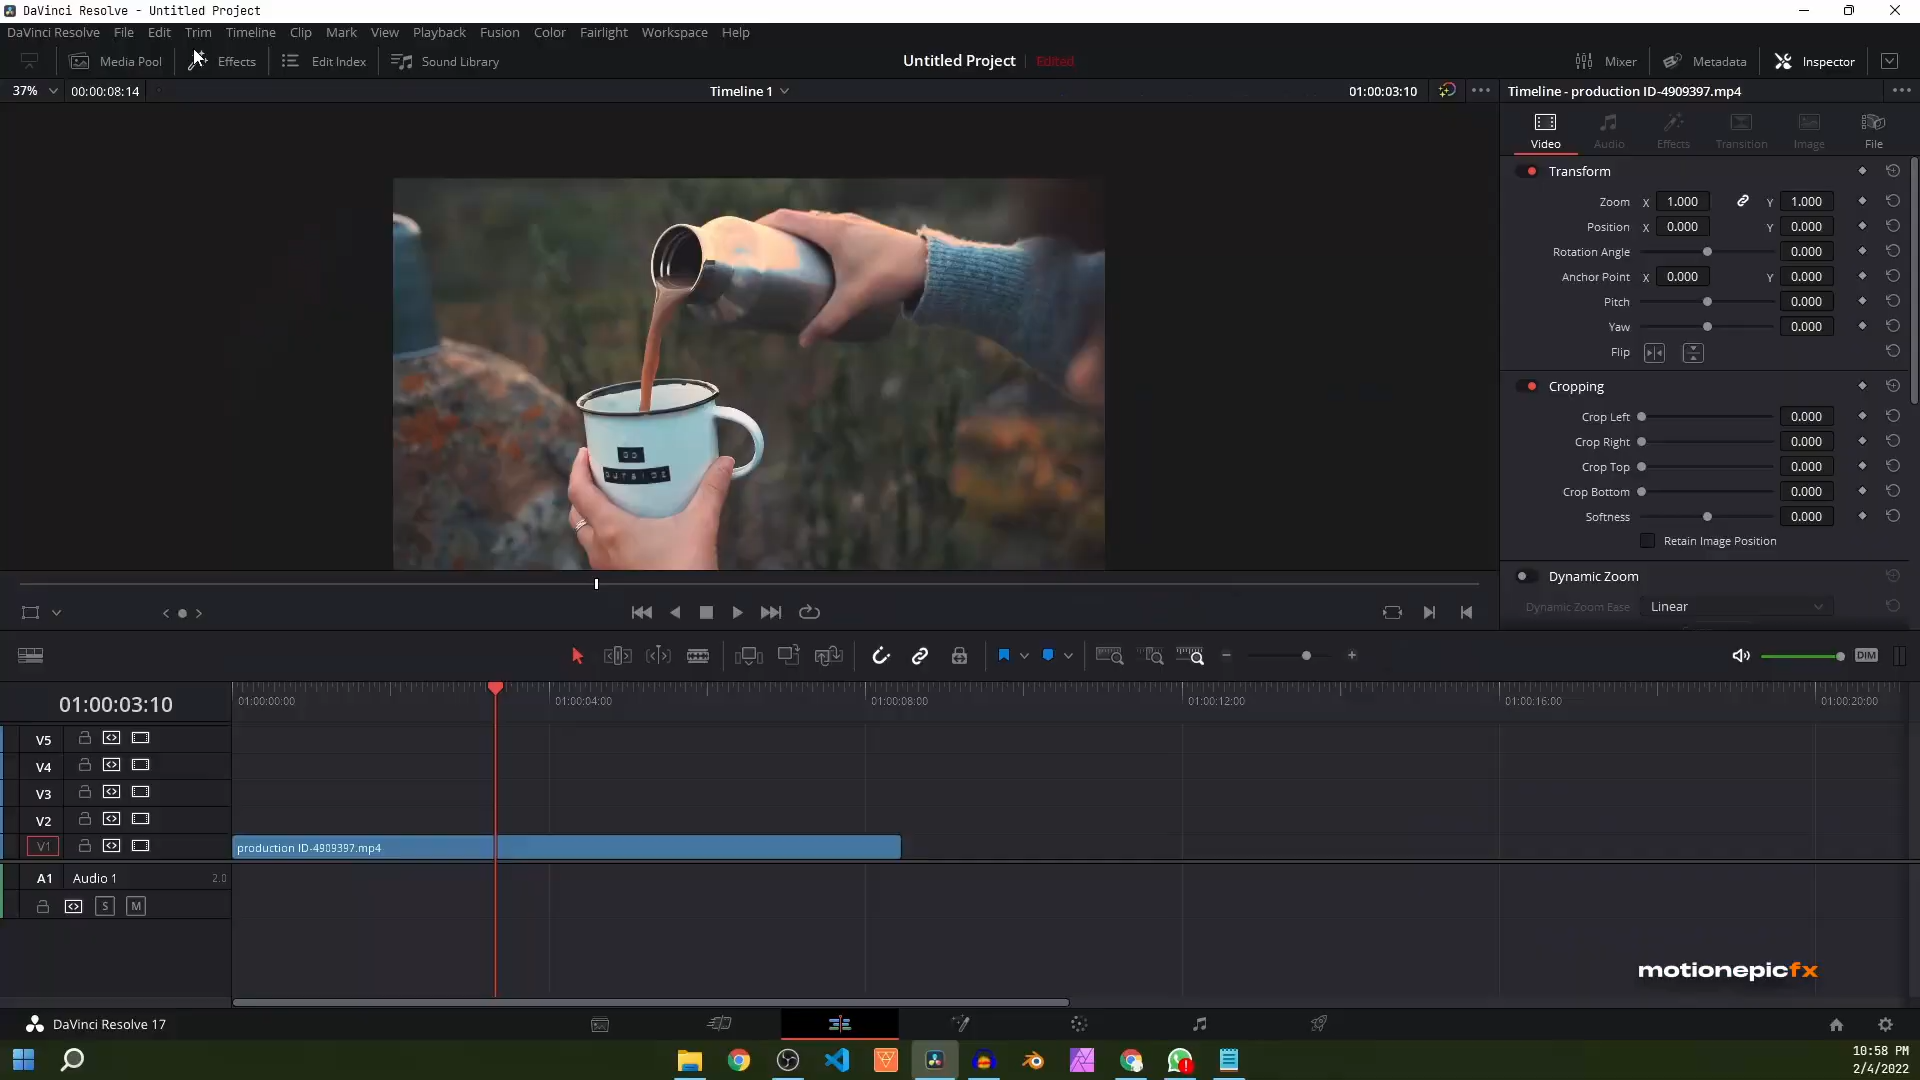 DaVinci Resolve - Untitled Project
DaVinci Resolve File Edit Trim Timeline Clip Mark View Playback Fusion Color Fairlight Workspace Help
Media Pool Effects Edit Index Sound Library Untitled Project Edited Mixer Metadata Inspector
37% 00:00:08:14 Timeline 1 01:00:03:10 Timeline - production ID-4909397.mp4
Video Audio Effects Transition Image File
Transform
Zoom X 1.000 Y 1.000
Position X 0.000 Y 0.000
Rotation Angle 0.000
Anchor Point X 0.000 Y 0.000
Pitch 0.000
Yaw 0.000
Flip
Cropping
Crop Left 0.000
Crop Right 0.000
Crop Top 0.000
Crop Bottom 0.000
Softness 0.000
Retain Image Position
Dynamic Zoom
Dynamic Zoom Ease Linear
GO
OUTSIDE
DIM
01:00:03:10 01:00:00:00 01:00:04:00 01:00:08:00 01:00:12:00 01:00:16:00 01:00:20:00
V5
V4
V3
V2
V1 production ID-4909397.mp4
A1 Audio 1 2.0
S M
motionepicfx
DaVinci Resolve 17
10:58 PM
2/4/2022